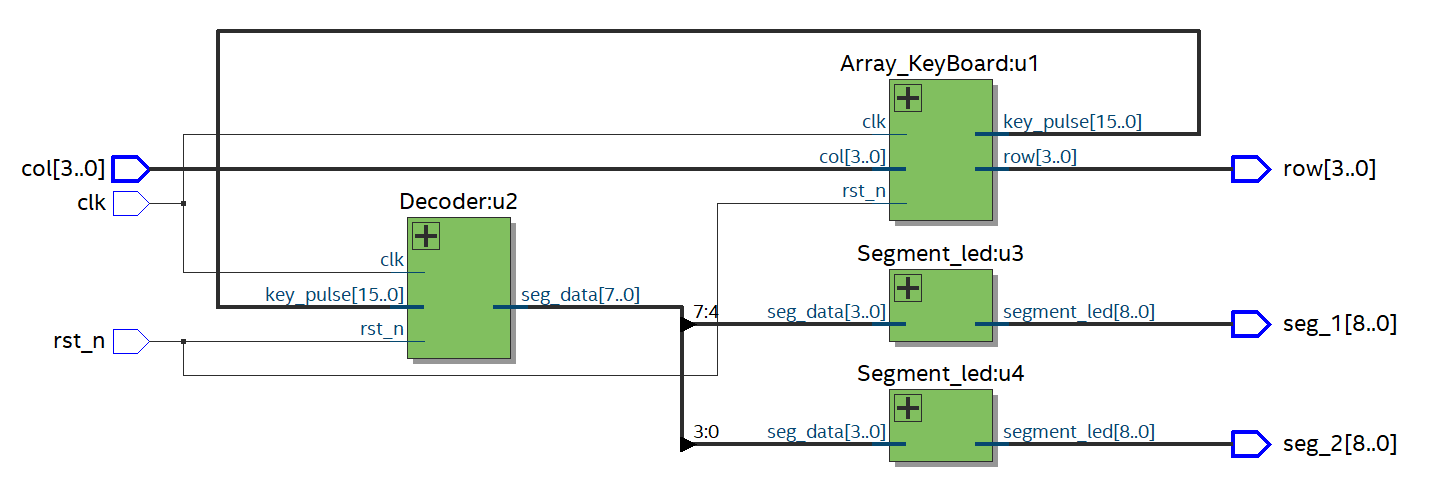 Array_KeyBoard:u1
clk
key_pulse[15..0]
col[3..0]
col[3..0]
row[3..0]
row[3..0]
clk
rst_n
Decoder:u2
clk
key_pulse[15..0]
seg_data[7..0]
rst_n
rst_n
Segment_led:u3
7:4
seg_data[3..0]
segment_led[8..0]
seg_1[8..0]
Segment_led:u4
3:0
seg_data[3..0]
segment_led[8..0]
seg_2[8..0]